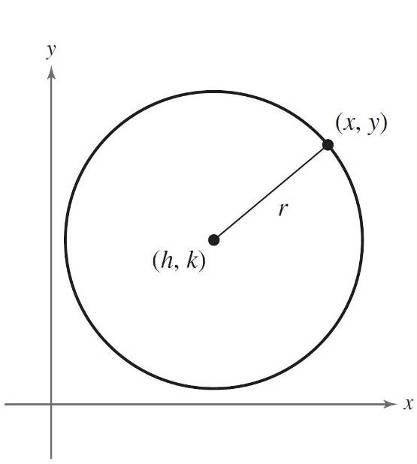 y
(x, y)
r
(h, k)
x